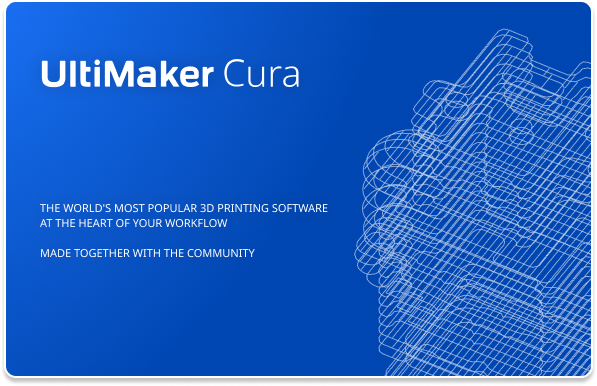 UltiMaker Cura
THE WORLD'S MOST POPULAR 3D PRINTING SOFTWARE
AT THE HEART OF YOUR WORKFLOW
MADE TOGETHER WITH THE COMMUNITY